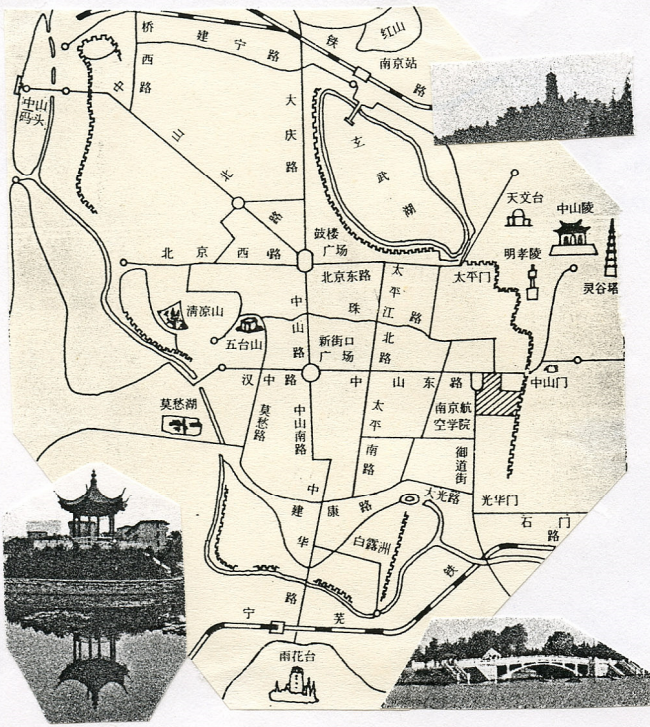 红山
桥
建
宁
路
南京站
西
路
中山
码头
大
庆
路
路
山
北
路
玄
武
湖
天文台
中山陵
明孝陵
灵谷塔
鼓楼
广场
北
京
西
路
北京东路
太
平
北
路
太平门
珠
江
路
清凉山
五台山
中
山
路
新街口
广场
汉
中
路
中
山
东
路
中山门
莫愁湖
莫
愁
路
中
山
南
路
太
平
南
路
南京航
空学院
御
道
街
中
华
路
建
康
路
大光路
光华门
石
门
路
白露洲
宁
芜
铁
雨花台